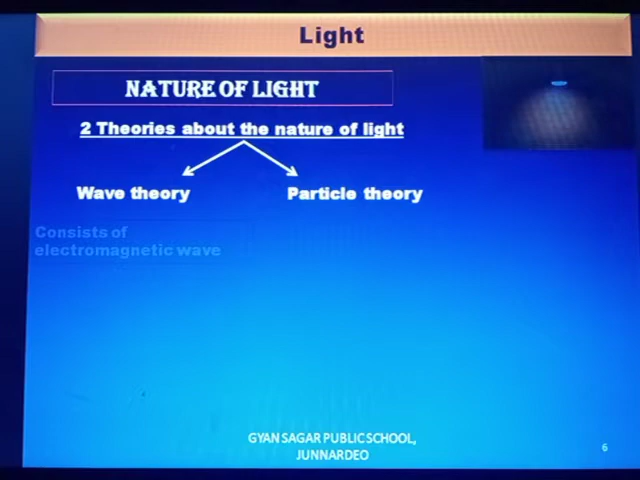 Light
NATURE OF LIGHT
2 Theories about the nature of light
Wave theory
Particle theory
Consists of
electromagnetic wave
GYAN SAGAR PUBLIC SCHOOL,
JUNNARDEO
6